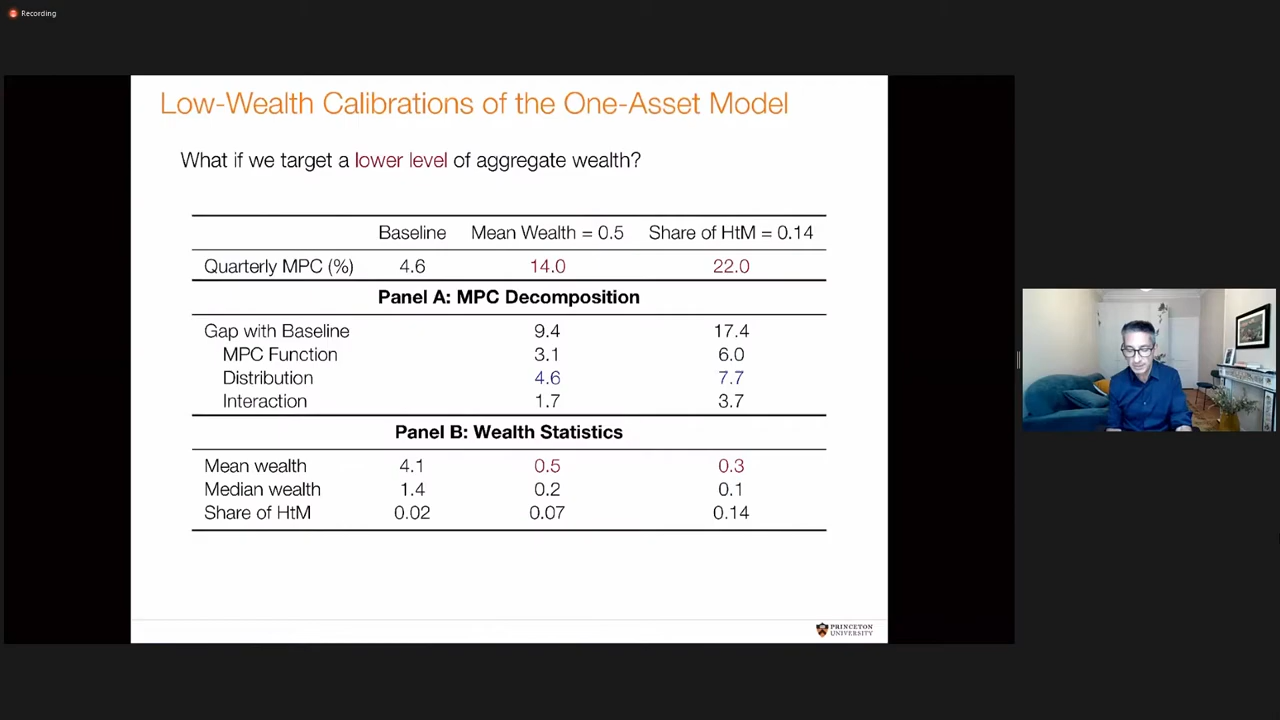 Recording
Low-Wealth Calibrations of the One-Asset Model
What if we target a lower level of aggregate wealth?
Baseline Mean Wealth = 0.5 Share of HtM = 0.14
Quarterly MPC (%) 4.6 14.0 22.0
Panel A: MPC Decomposition
Gap with Baseline 9.4 17.4
MPC Function 3.1 6.0
Distribution 4.6 7.7
Interaction 1.7 3.7
Panel B: Wealth Statistics
Mean wealth 4.1 0.5 0.3
Median wealth 1.4 0.2 0.1
Share of HtM 0.02 0.07 0.14
PRINCETON
UNIVERSITY